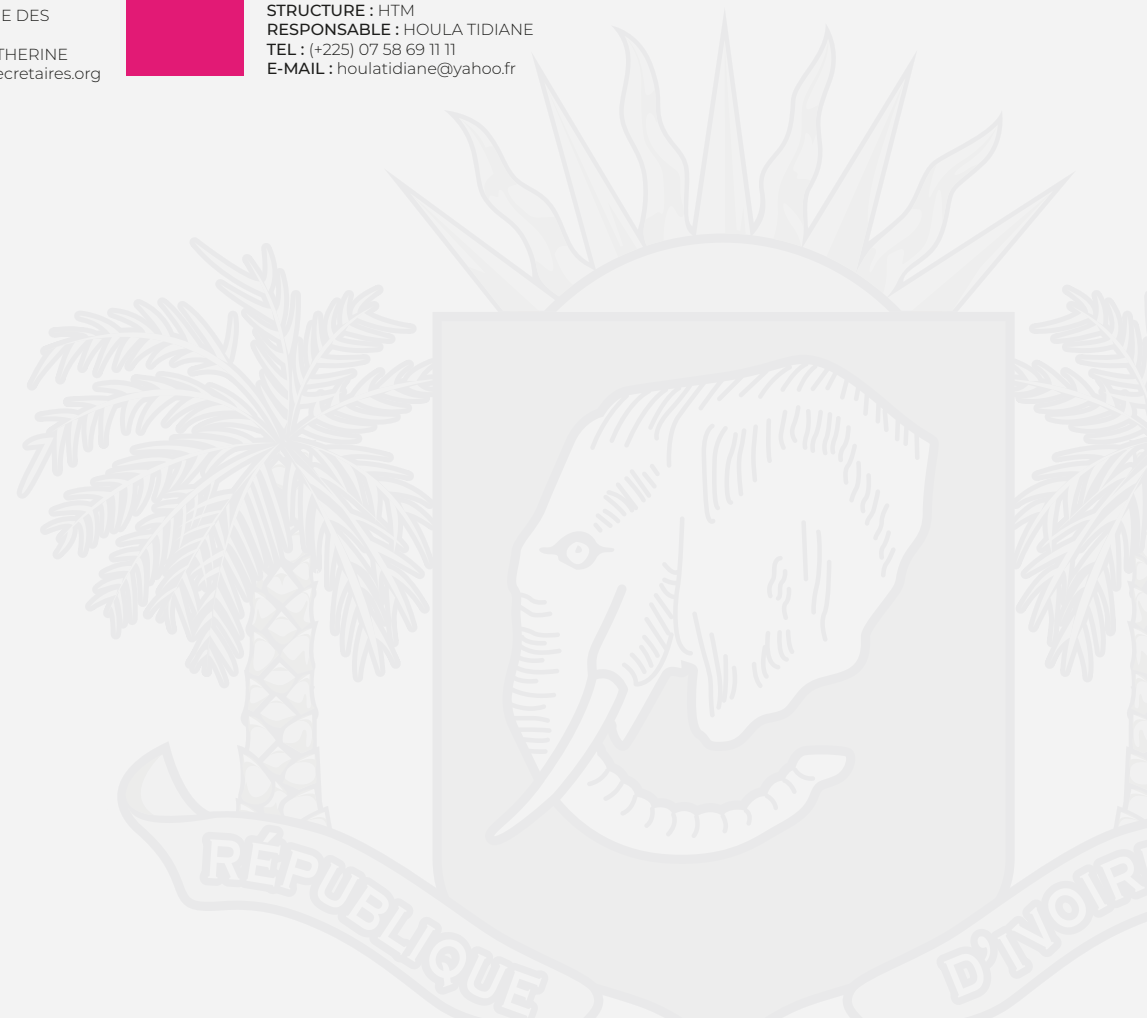 E DES
THERINE
ecretaires.org
STRUCTURE : HTM
RESPONSABLE : HOULA TIDIANE
TEL : (+225) 07 58 69 11 11
E-MAIL : houlatidiane@yahoo.fr
RÉPUBLIQUE
D'IVOIR